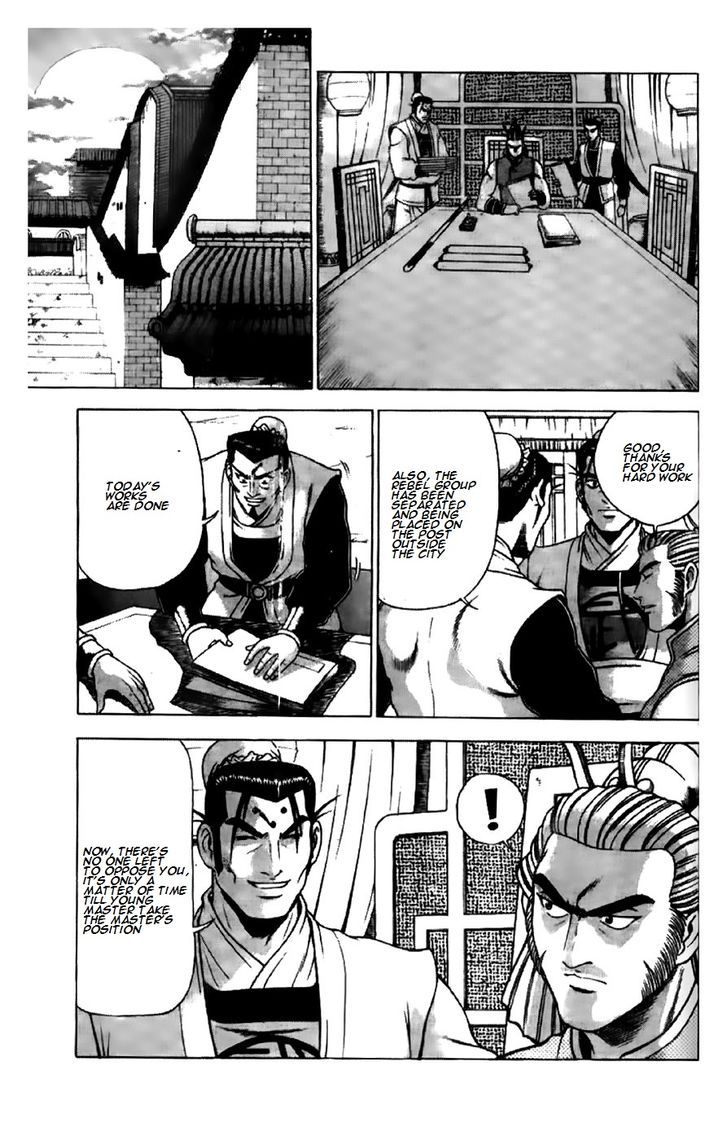 GOOD,
THANKS
FOR YOUR
HARD WORK
ALSO, THE
REBEL GROUP
HAS BEEN
SEPARATED
AND BEING
PLACED ON
THE POST
OUTSIDE
THE CITY
TODAY'S
WORKS
ARE DONE
!
NOW, THERE'S
NO ONE LEFT
TO OPPOSE YOU,
IT'S ONLY A
MATTER OF TIME
TILL YOUNG
MASTER TAKE
THE MASTER'S
POSITION